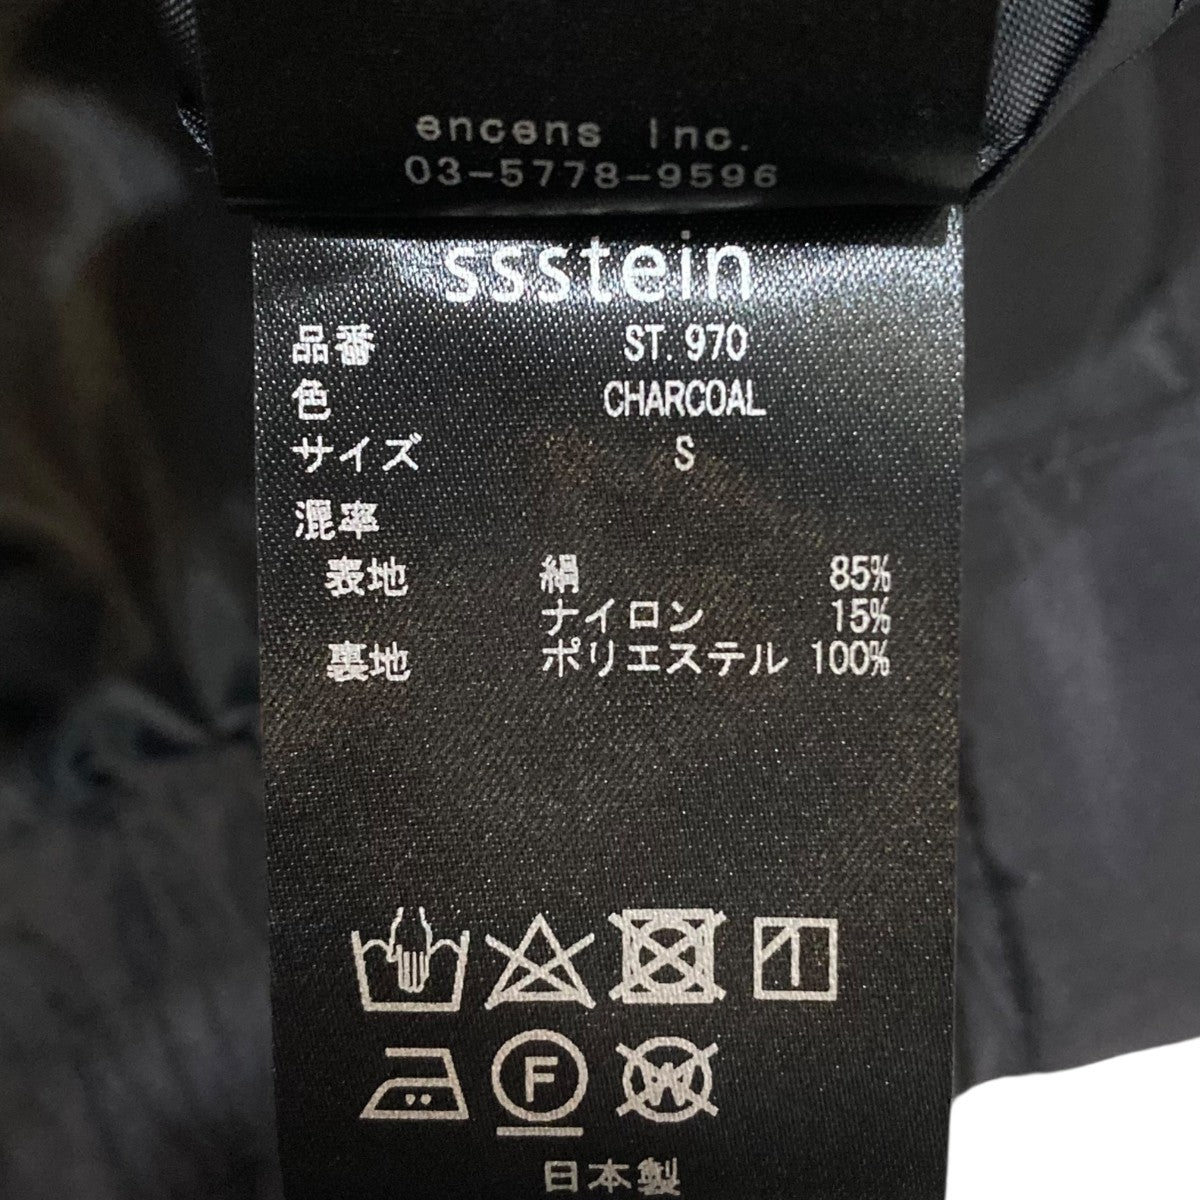 encens Inc.
03-5778-9596
ssstein
品番 ST.970
色 CHARCOAL
サイズ S
混率
表地 絹 85%
ナイロン 15%
裏地 ポリエステル 100%
F
W
日本製